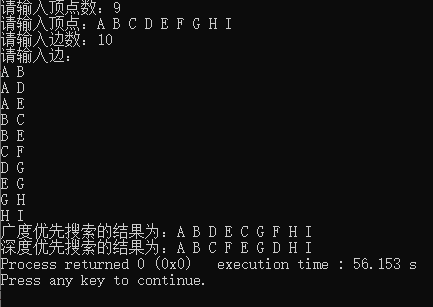 请输入顶点数：9
请输入顶点：A B C D E F G H I
请输入边数：10
请输入边：
A B
A D
A E
B C
B E
C F
D G
E G
G H
H I
广度优先搜索的结果为：A B D E C G F H I
深度优先搜索的结果为：A B C F E G D H I
Process returned 0 (0x0)   execution time : 56.153 s
Press any key to continue.